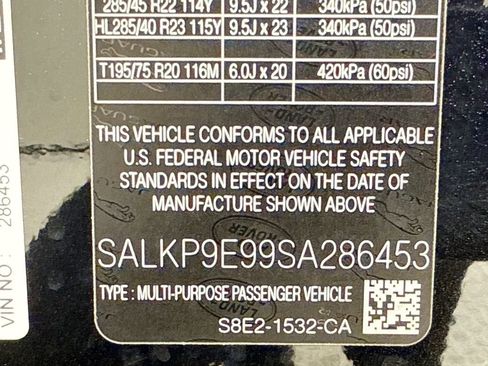 285/45 R22 114Y 9.5J x 22 340kPa (50psi)
HL285/40 R23 115Y 9.5J x 23 340kPa (50psi)
T195/75 R20 116M 6.0J x 20 420kPa (60psi)
THIS VEHICLE CONFORMS TO ALL APPLICABLE
U.S. FEDERAL MOTOR VEHICLE SAFETY
STANDARDS IN EFFECT ON THE DATE OF
MANUFACTURE SHOWN ABOVE
SALKP9E99SA286453
TYPE : MULTI-PURPOSE PASSENGER VEHICLE
S8E2-1532-CA
VIN NO : 286453